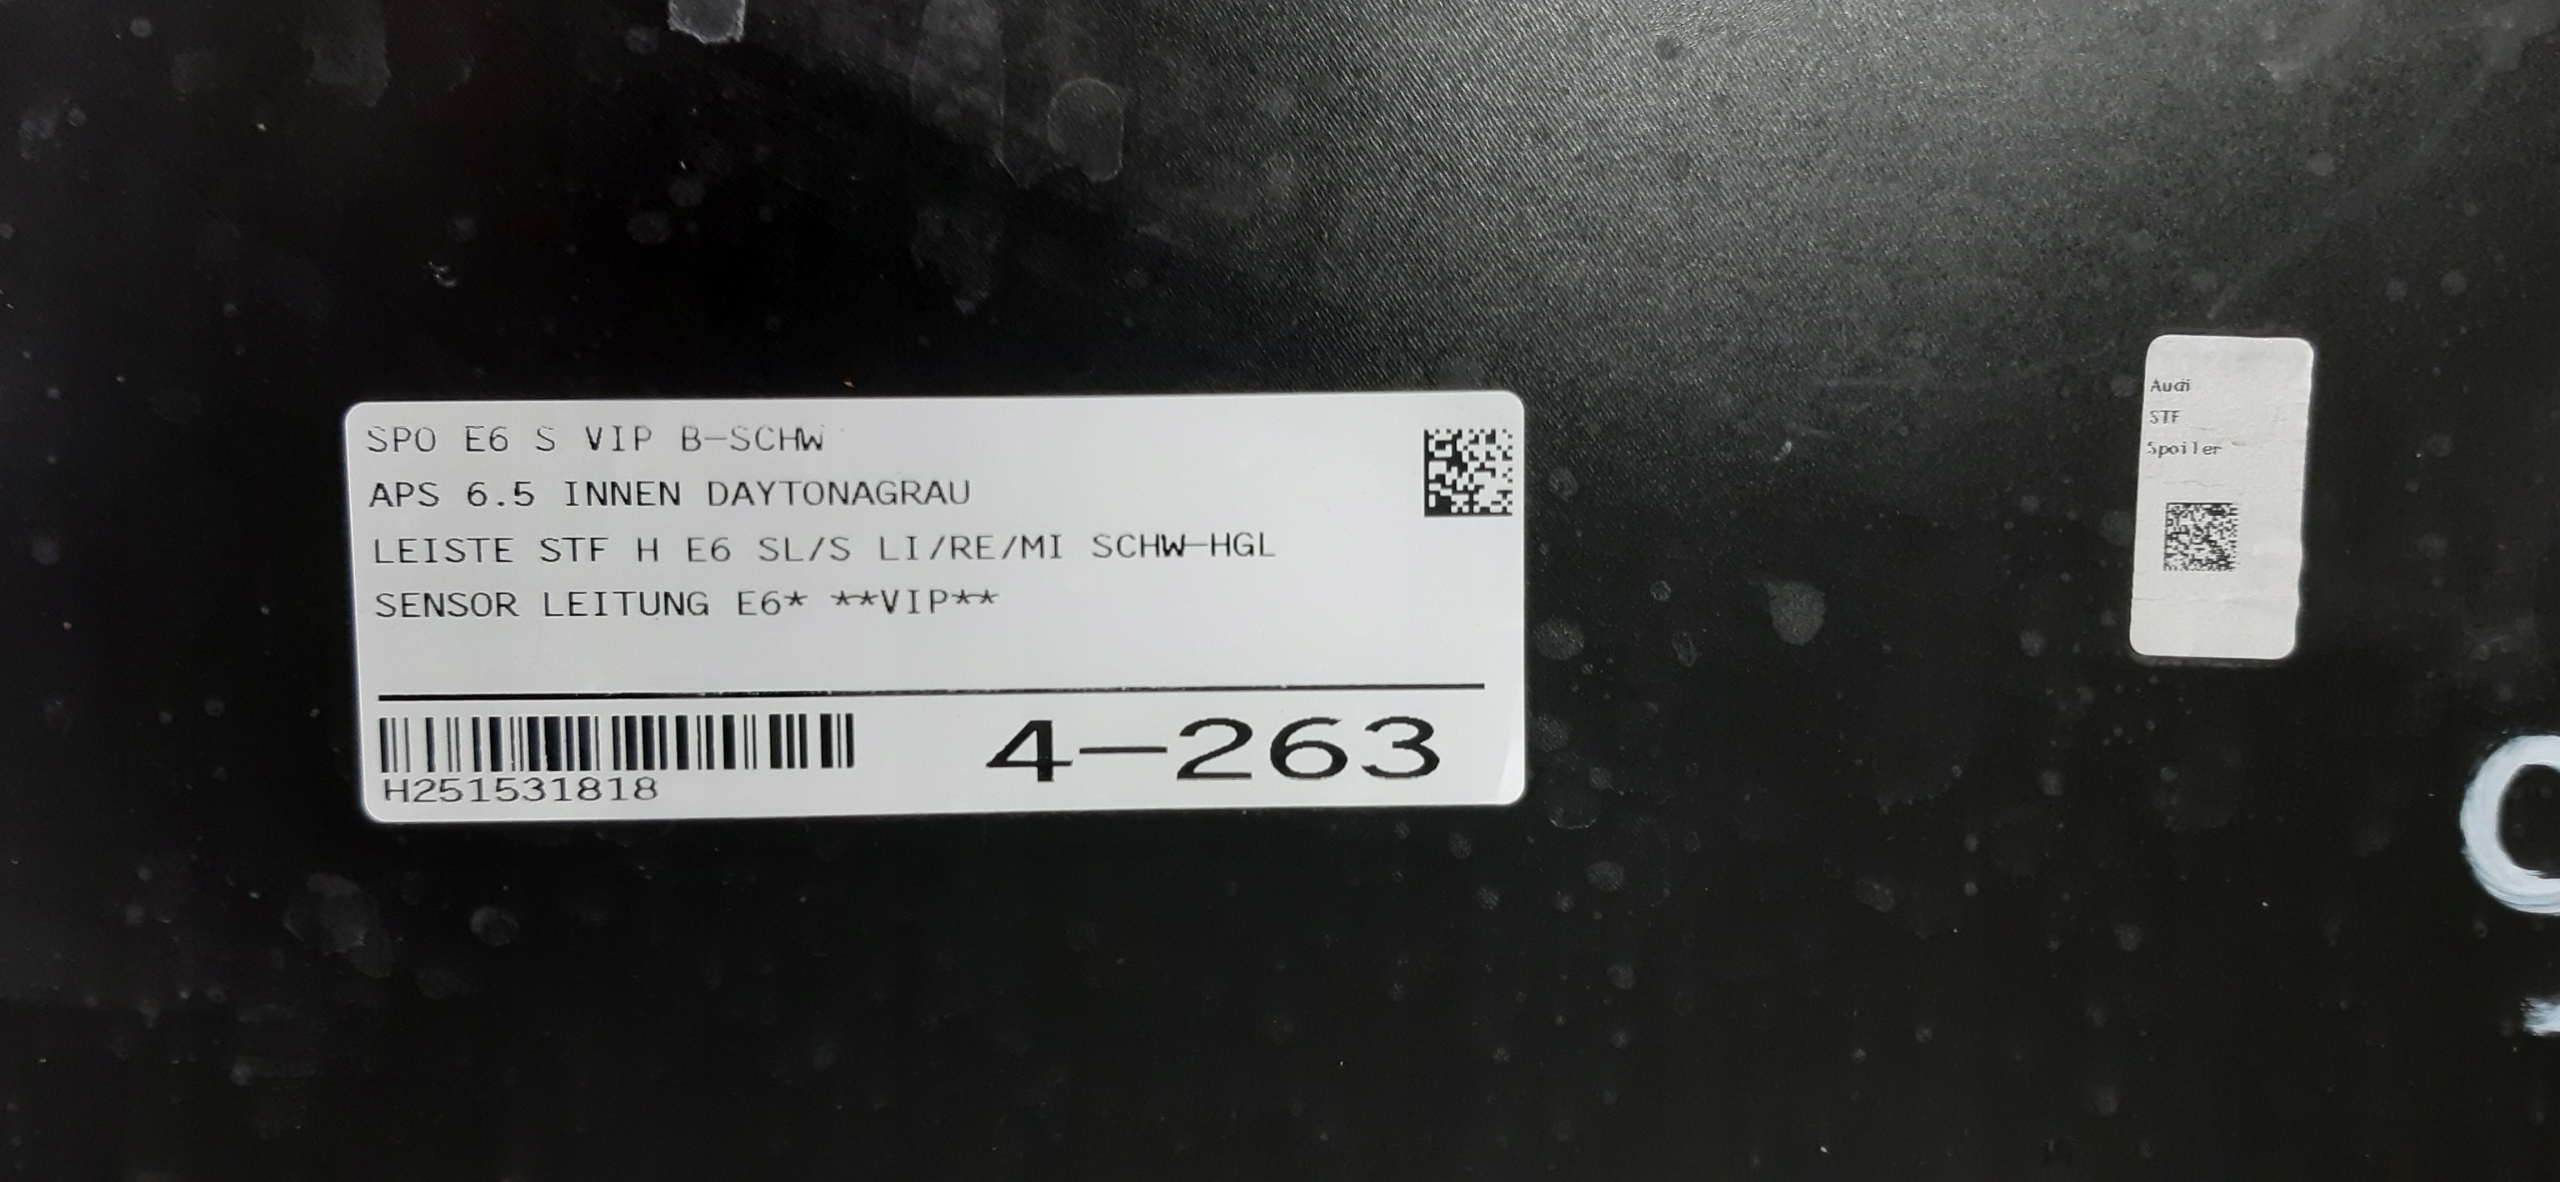 SPO E6 S VIP B-SCHW
APS 6.5 INNEN DAYTONAGRAU
LEISTE STF H E6 SL/S LI/RE/MI SCHW-HGL
SENSOR LEITUNG E6* **VIP**
H251531818
4-263
Audi
STF
Spoiler